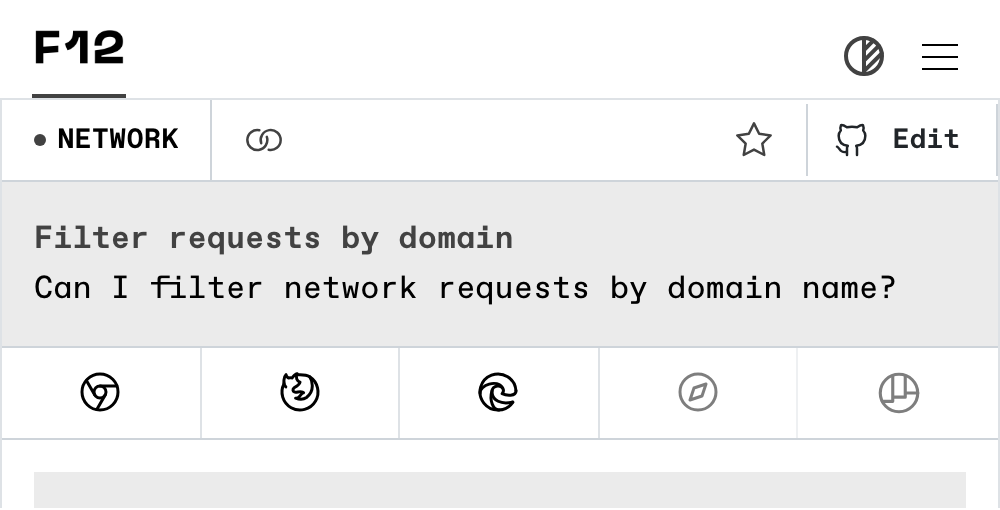 F12
NETWORK
Edit
Filter requests by domain
Can I filter network requests by domain name?